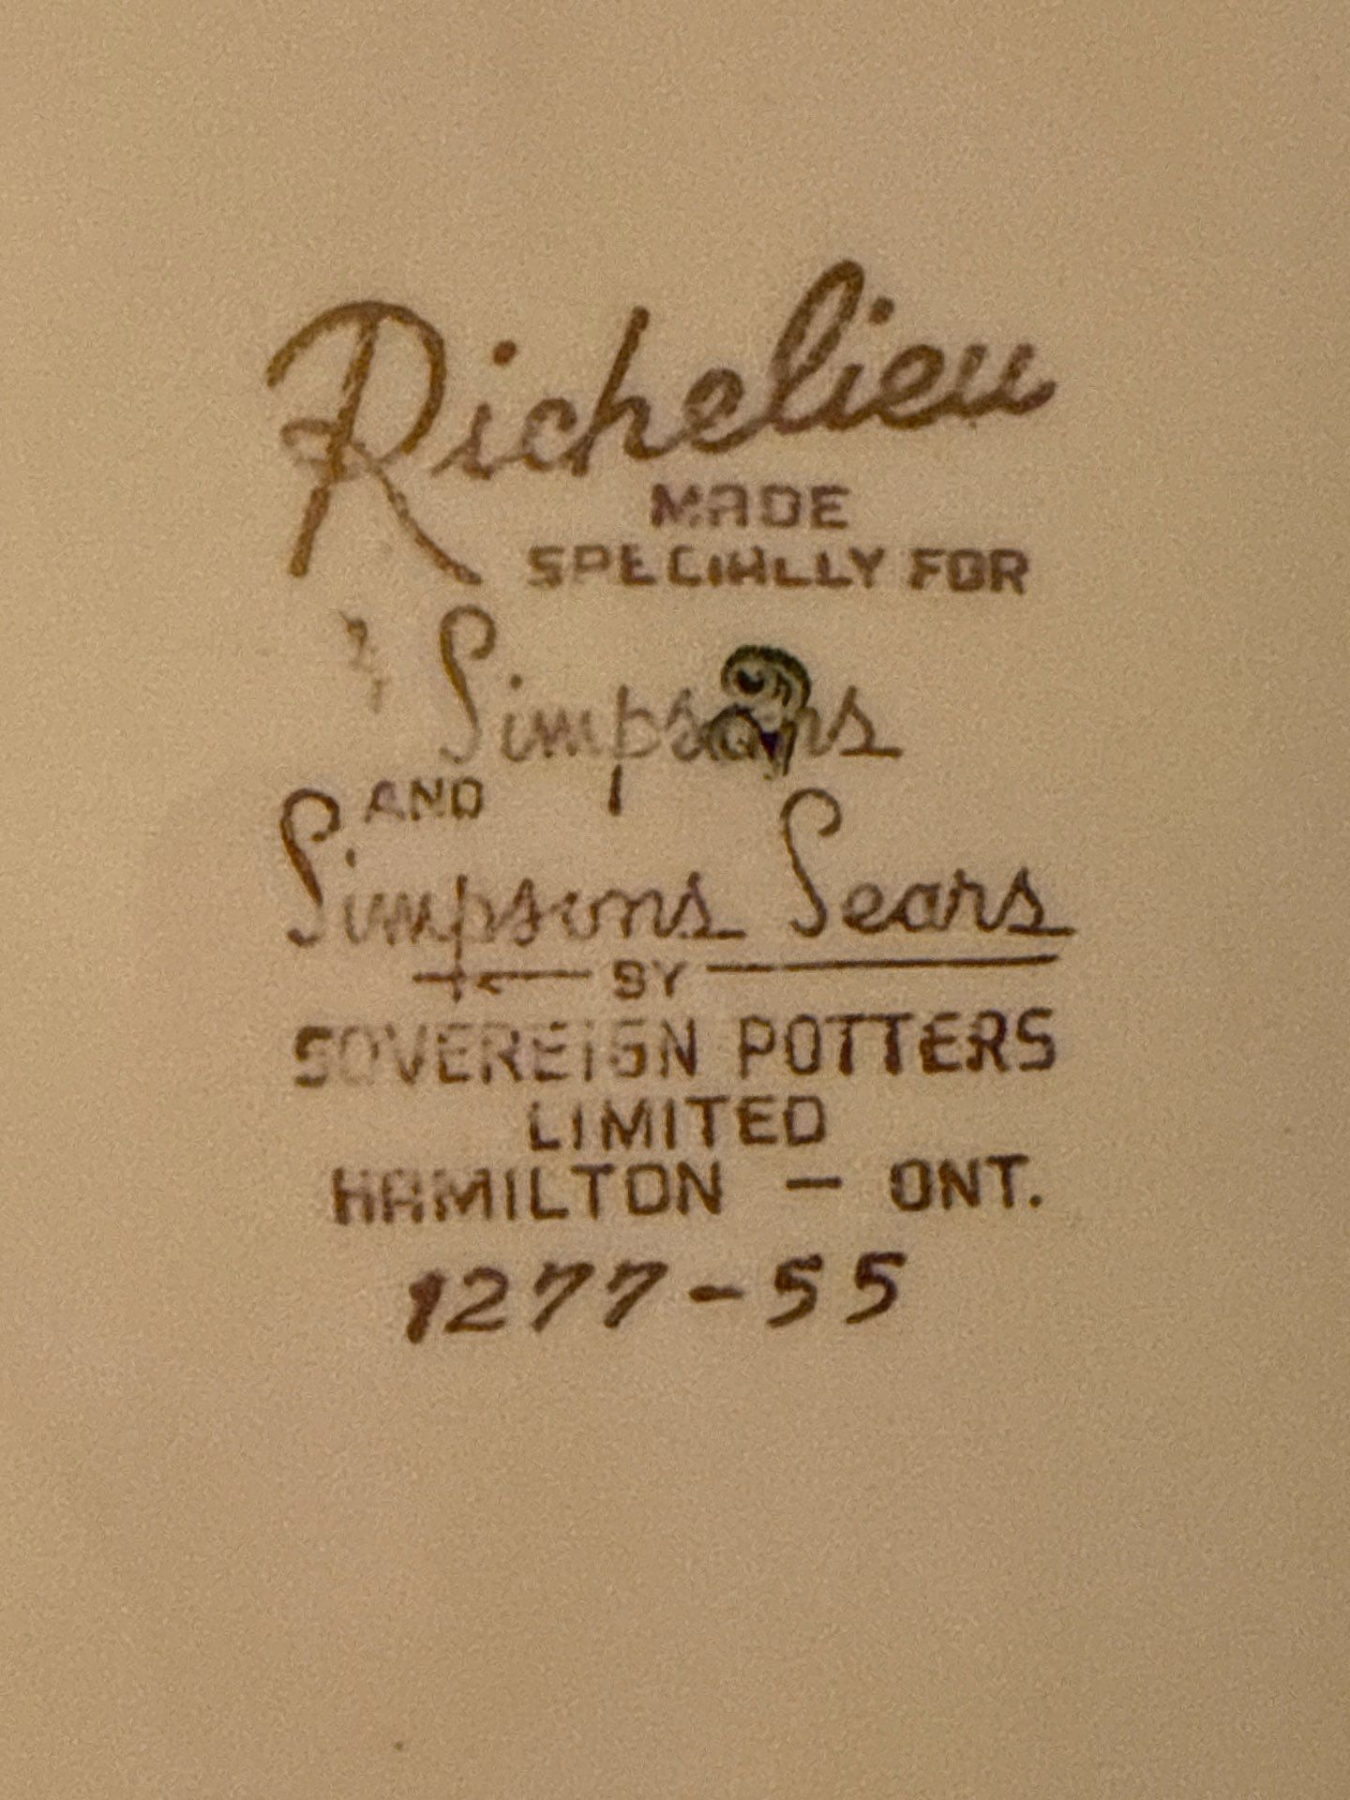 Richelieu
MADE
SPECIALLY FOR
Simpsons
AND
Simpsons Sears
BY
SOVEREIGN POTTERS
LIMITED
HAMILTON — ONT.
1277-55